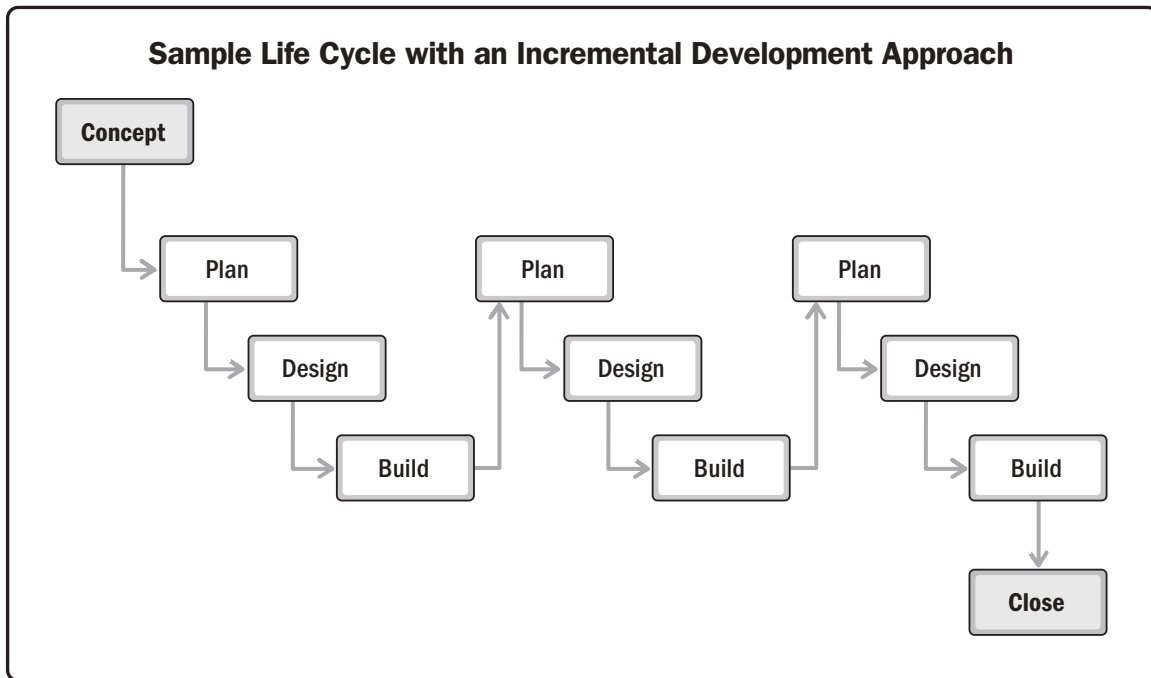 Sample Life Cycle with an Incremental Development Approach
Concept
Plan
Plan
Plan
Design
Design
Design
Build
Build
Build
Close